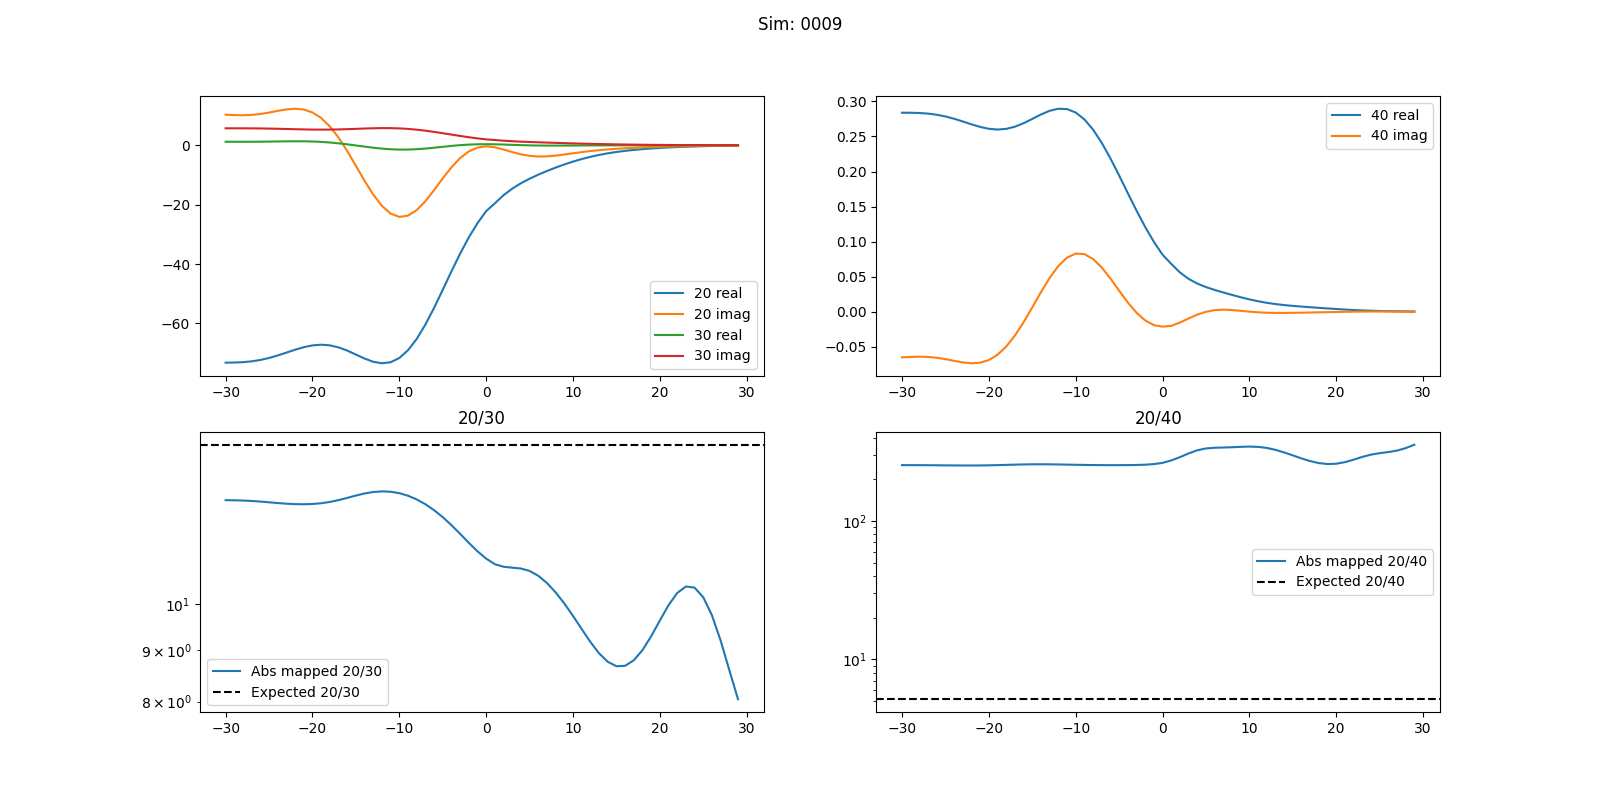 Sim: 0009
0
−20
−40
−60
−30 −20 −10 0 10 20 30
20 real
20 imag
30 real
30 imag
0.30
0.25
0.20
0.15
0.10
0.05
0.00
−0.05
−30 −20 −10 0 10 20 30
40 real
40 imag
20/30
10¹
9 × 10⁰
8 × 10⁰
−30 −20 −10 0 10 20 30
Abs mapped 20/30
Expected 20/30
20/40
10²
10¹
−30 −20 −10 0 10 20 30
Abs mapped 20/40
Expected 20/40